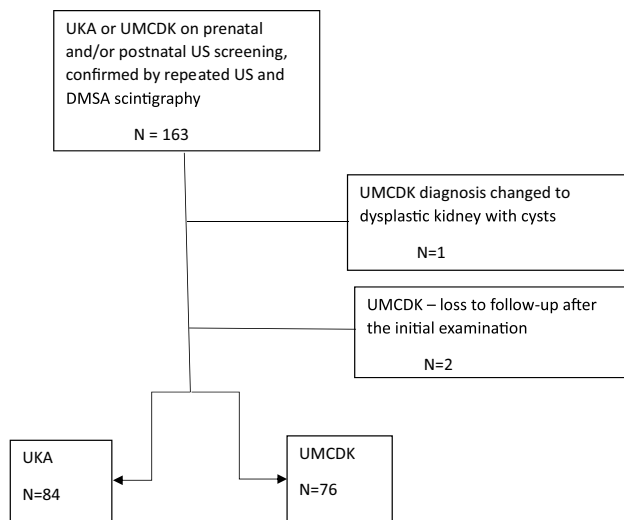 UKA or UMCDK on prenatal
and/or postnatal US screening,
confirmed by repeated US and
DMSA scintigraphy
N = 163
UMCDK diagnosis changed to
dysplastic kidney with cysts
N=1
UMCDK – loss to follow-up after
the initial examination
N=2
UKA
N=84
UMCDK
N=76